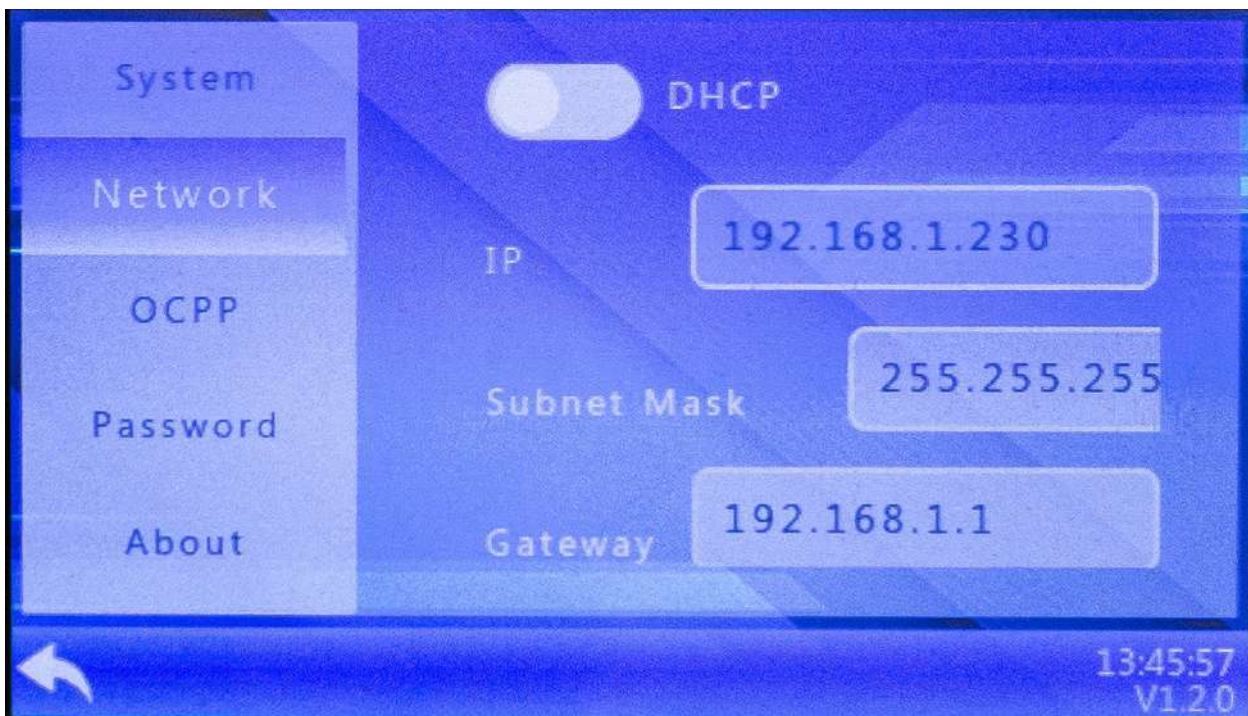 System
Network
OCPP
Password
About
DHCP
IP
192.168.1.230
Subnet Mask
255.255.255
Gateway
192.168.1.1
13:45:57
V1.2.0